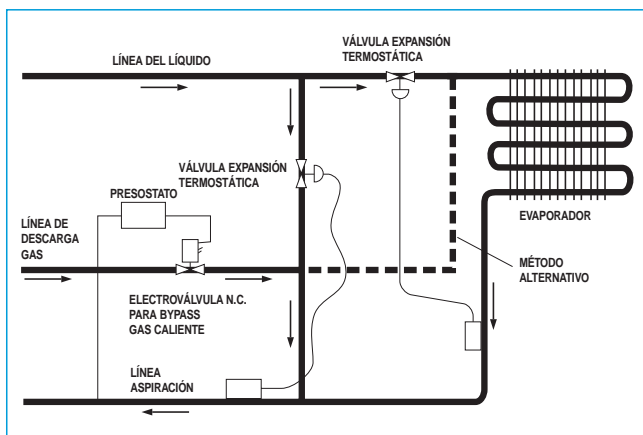 LÍNEA DEL LÍQUIDO
VÁLVULA EXPANSIÓN
TERMOSTÁTICA
VÁLVULA EXPANSIÓN
TERMOSTÁTICA
PRESOSTATO
EVAPORADOR
LÍNEA DE
DESCARGA
GAS
MÉTODO
ALTERNATIVO
ELECTROVÁLVULA N.C.
PARA BYPASS
GAS CALIENTE
LÍNEA
ASPIRACIÓN